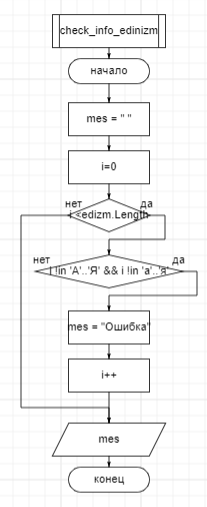 check_info_edinizm
начало
mes = " "
i=0
нет
да
i <edizm.Length
нет
да
i !in 'А'..'Я' && i !in 'а'..'я'
mes = "Ошибка"
i++
mes
конец